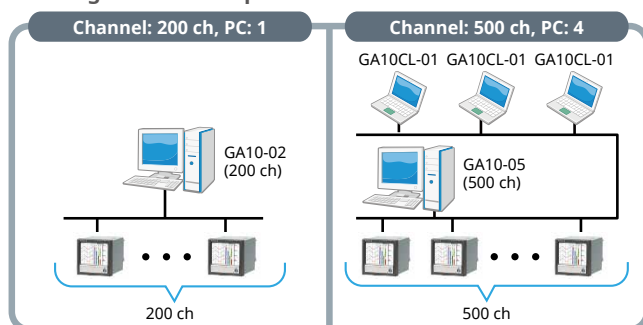 Channel: 200 ch, PC: 1
GA10-02
(200 ch)
200 ch
Channel: 500 ch, PC: 4
GA10CL-01 GA10CL-01 GA10CL-01
GA10-05
(500 ch)
500 ch